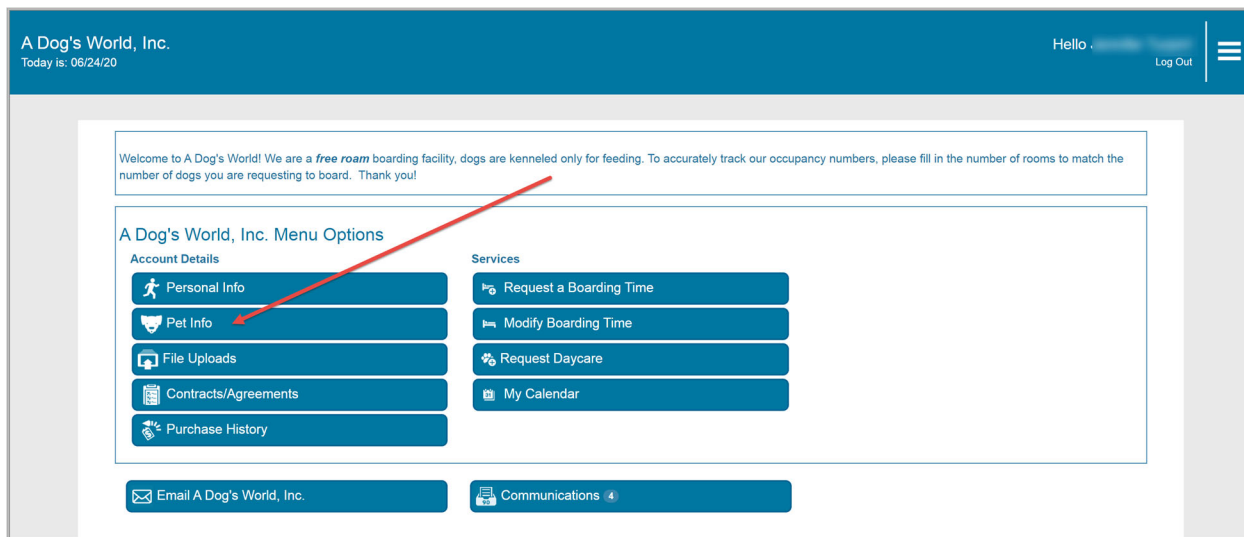 A Dog's World, Inc.
Today is: 06/24/20
Hello
Log Out
Welcome to A Dog's World! We are a free roam boarding facility, dogs are kenneled only for feeding. To accurately track our occupancy numbers, please fill in the number of rooms to match the
number of dogs you are requesting to board. Thank you!
A Dog's World, Inc. Menu Options
Account Details
Personal Info
Pet Info
File Uploads
Contracts/Agreements
Purchase History
Services
Request a Boarding Time
Modify Boarding Time
Request Daycare
My Calendar
Email A Dog's World, Inc.
Communications 4